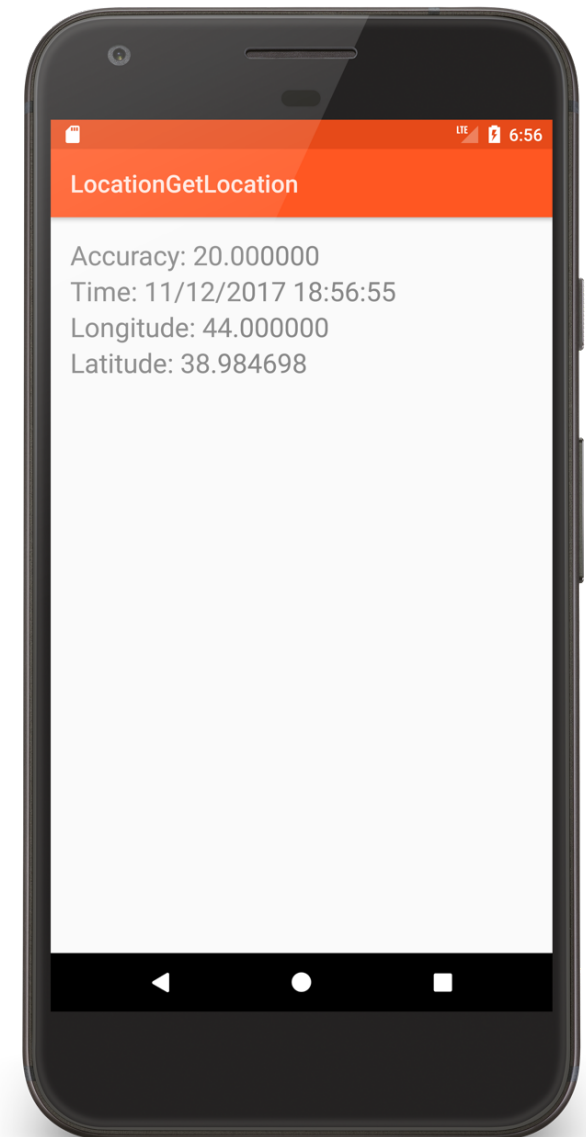 LTE 6:56
LocationGetLocation
Accuracy: 20.000000
Time: 11/12/2017 18:56:55
Longitude: 44.000000
Latitude: 38.984698